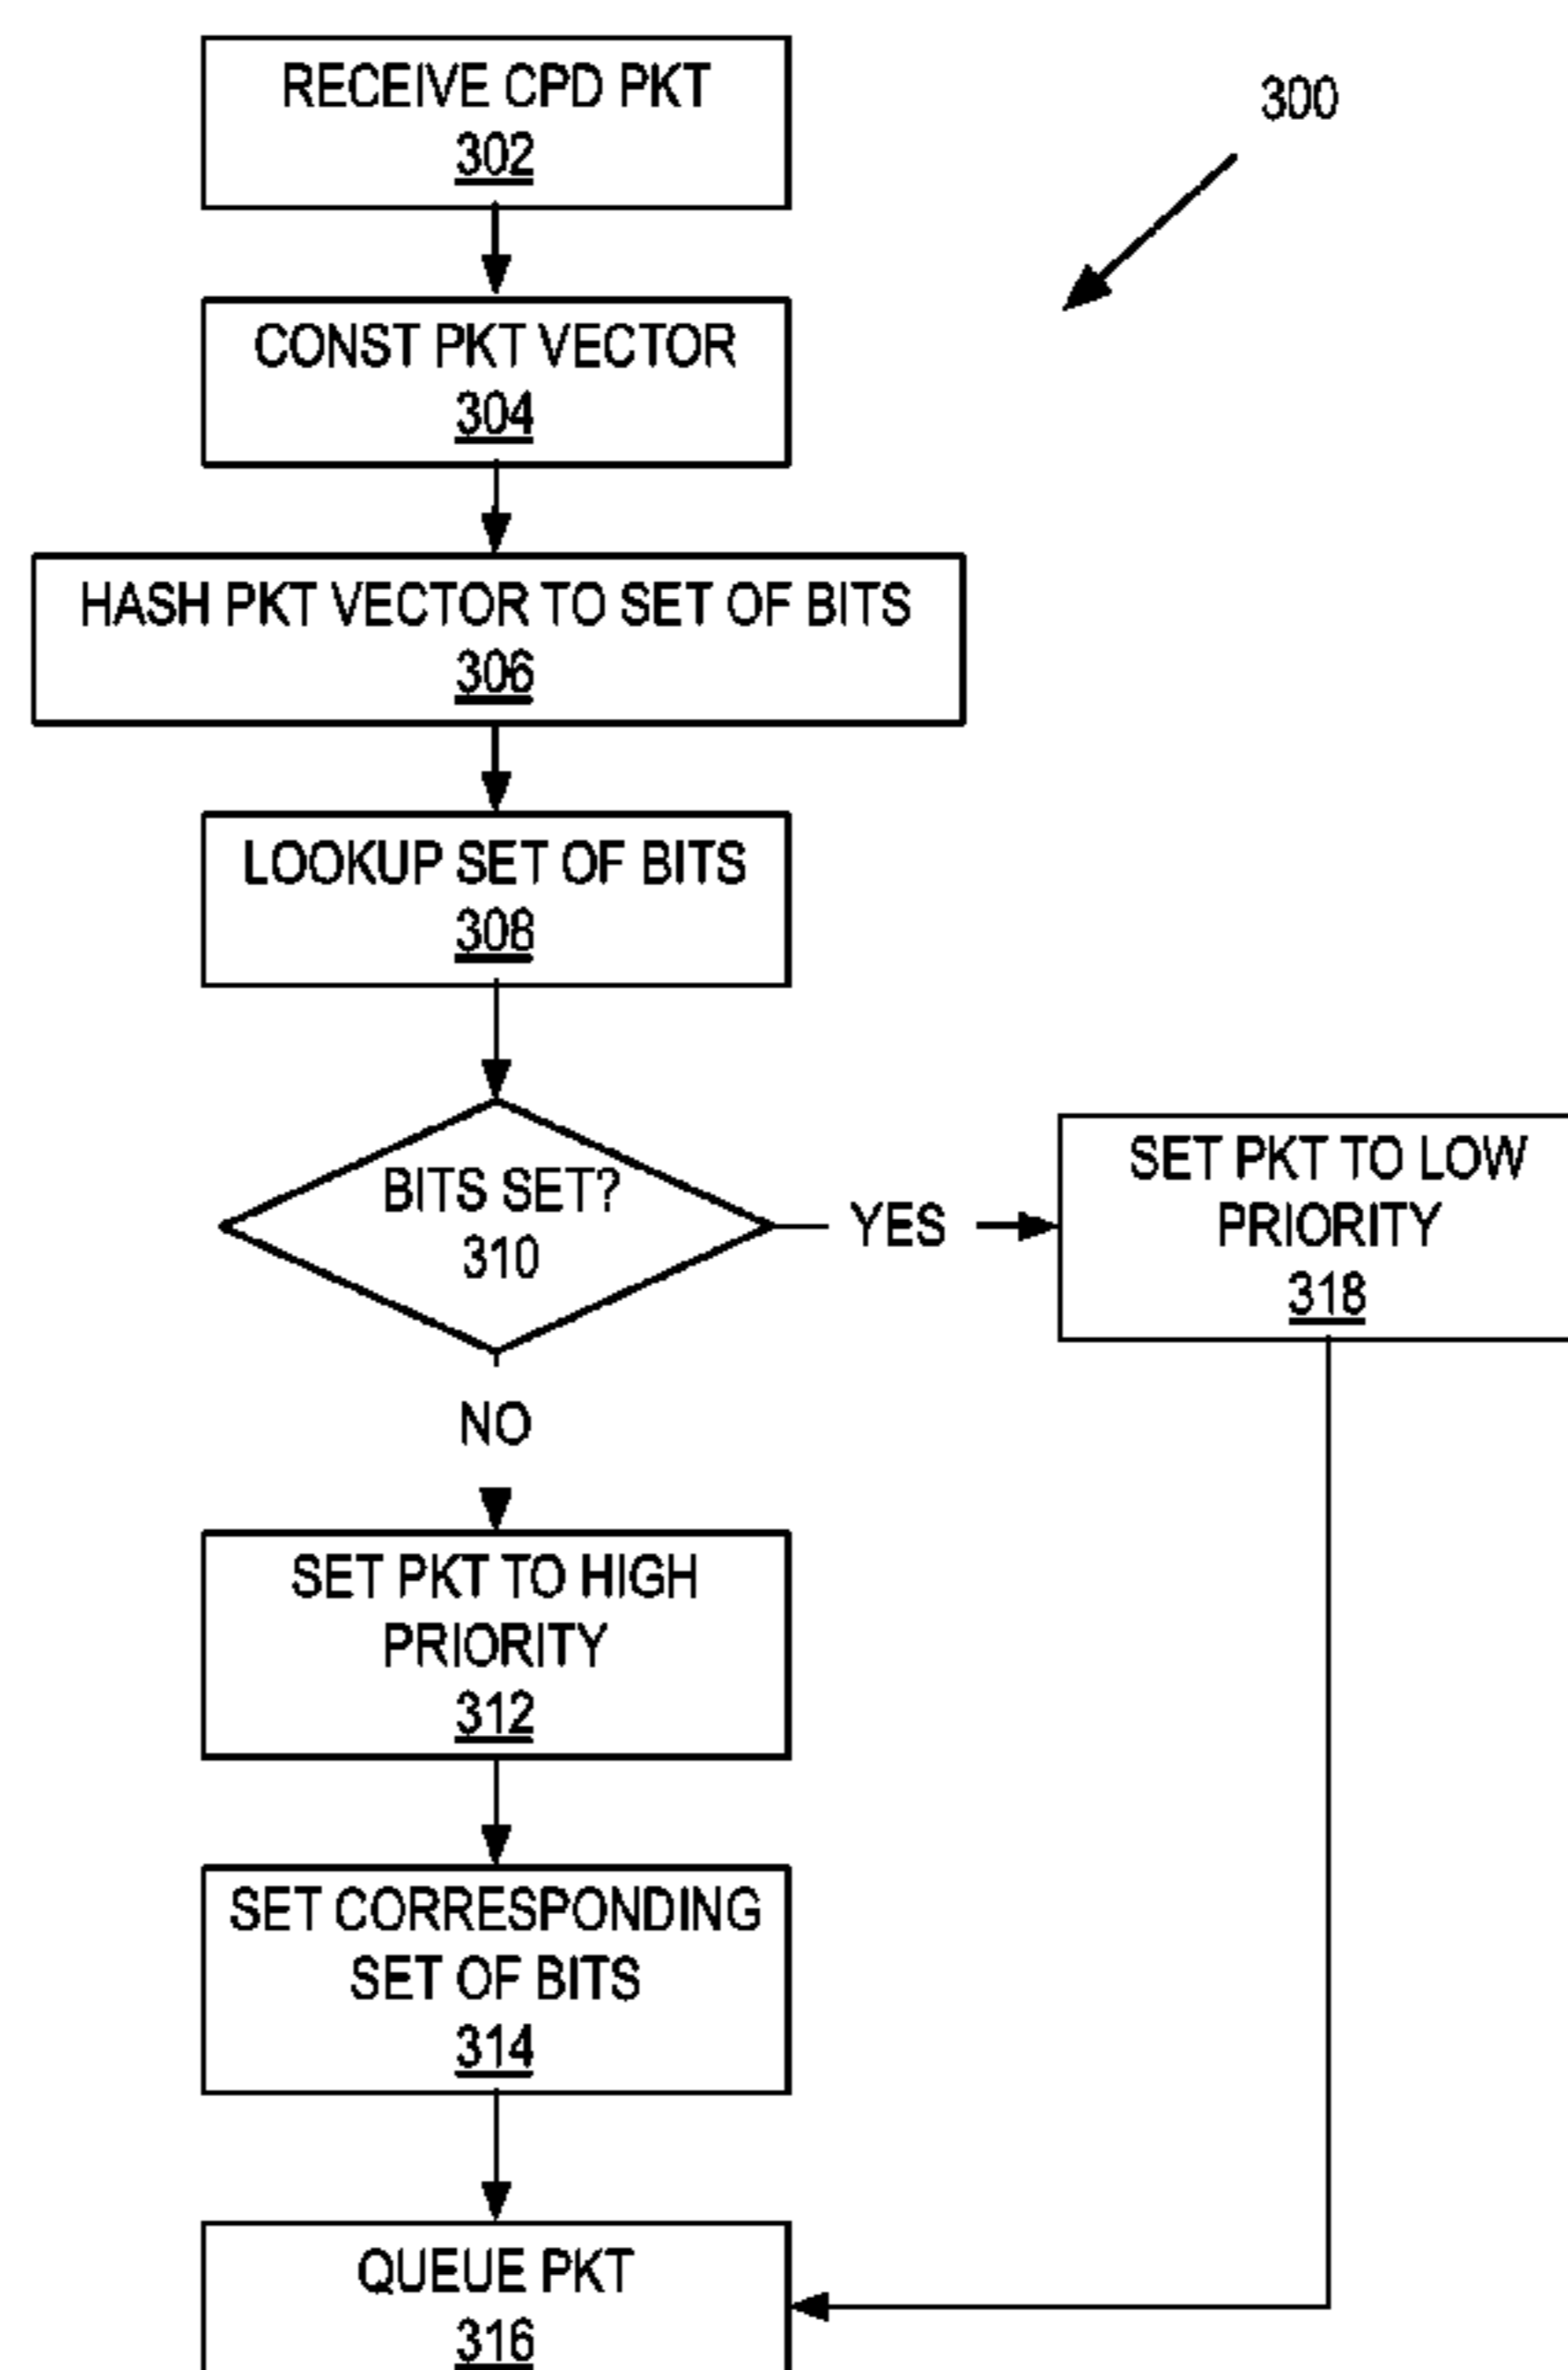 RECEIVE CPD PKT
302
300
CONST PKT VECTOR
304
HASH PKT VECTOR TO SET OF BITS
306
LOOKUP SET OF BITS
308
BITS SET?
310
YES
SET PKT TO LOW
PRIORITY
318
NO
SET PKT TO HIGH
PRIORITY
312
SET CORRESPONDING
SET OF BITS
314
QUEUE PKT
316